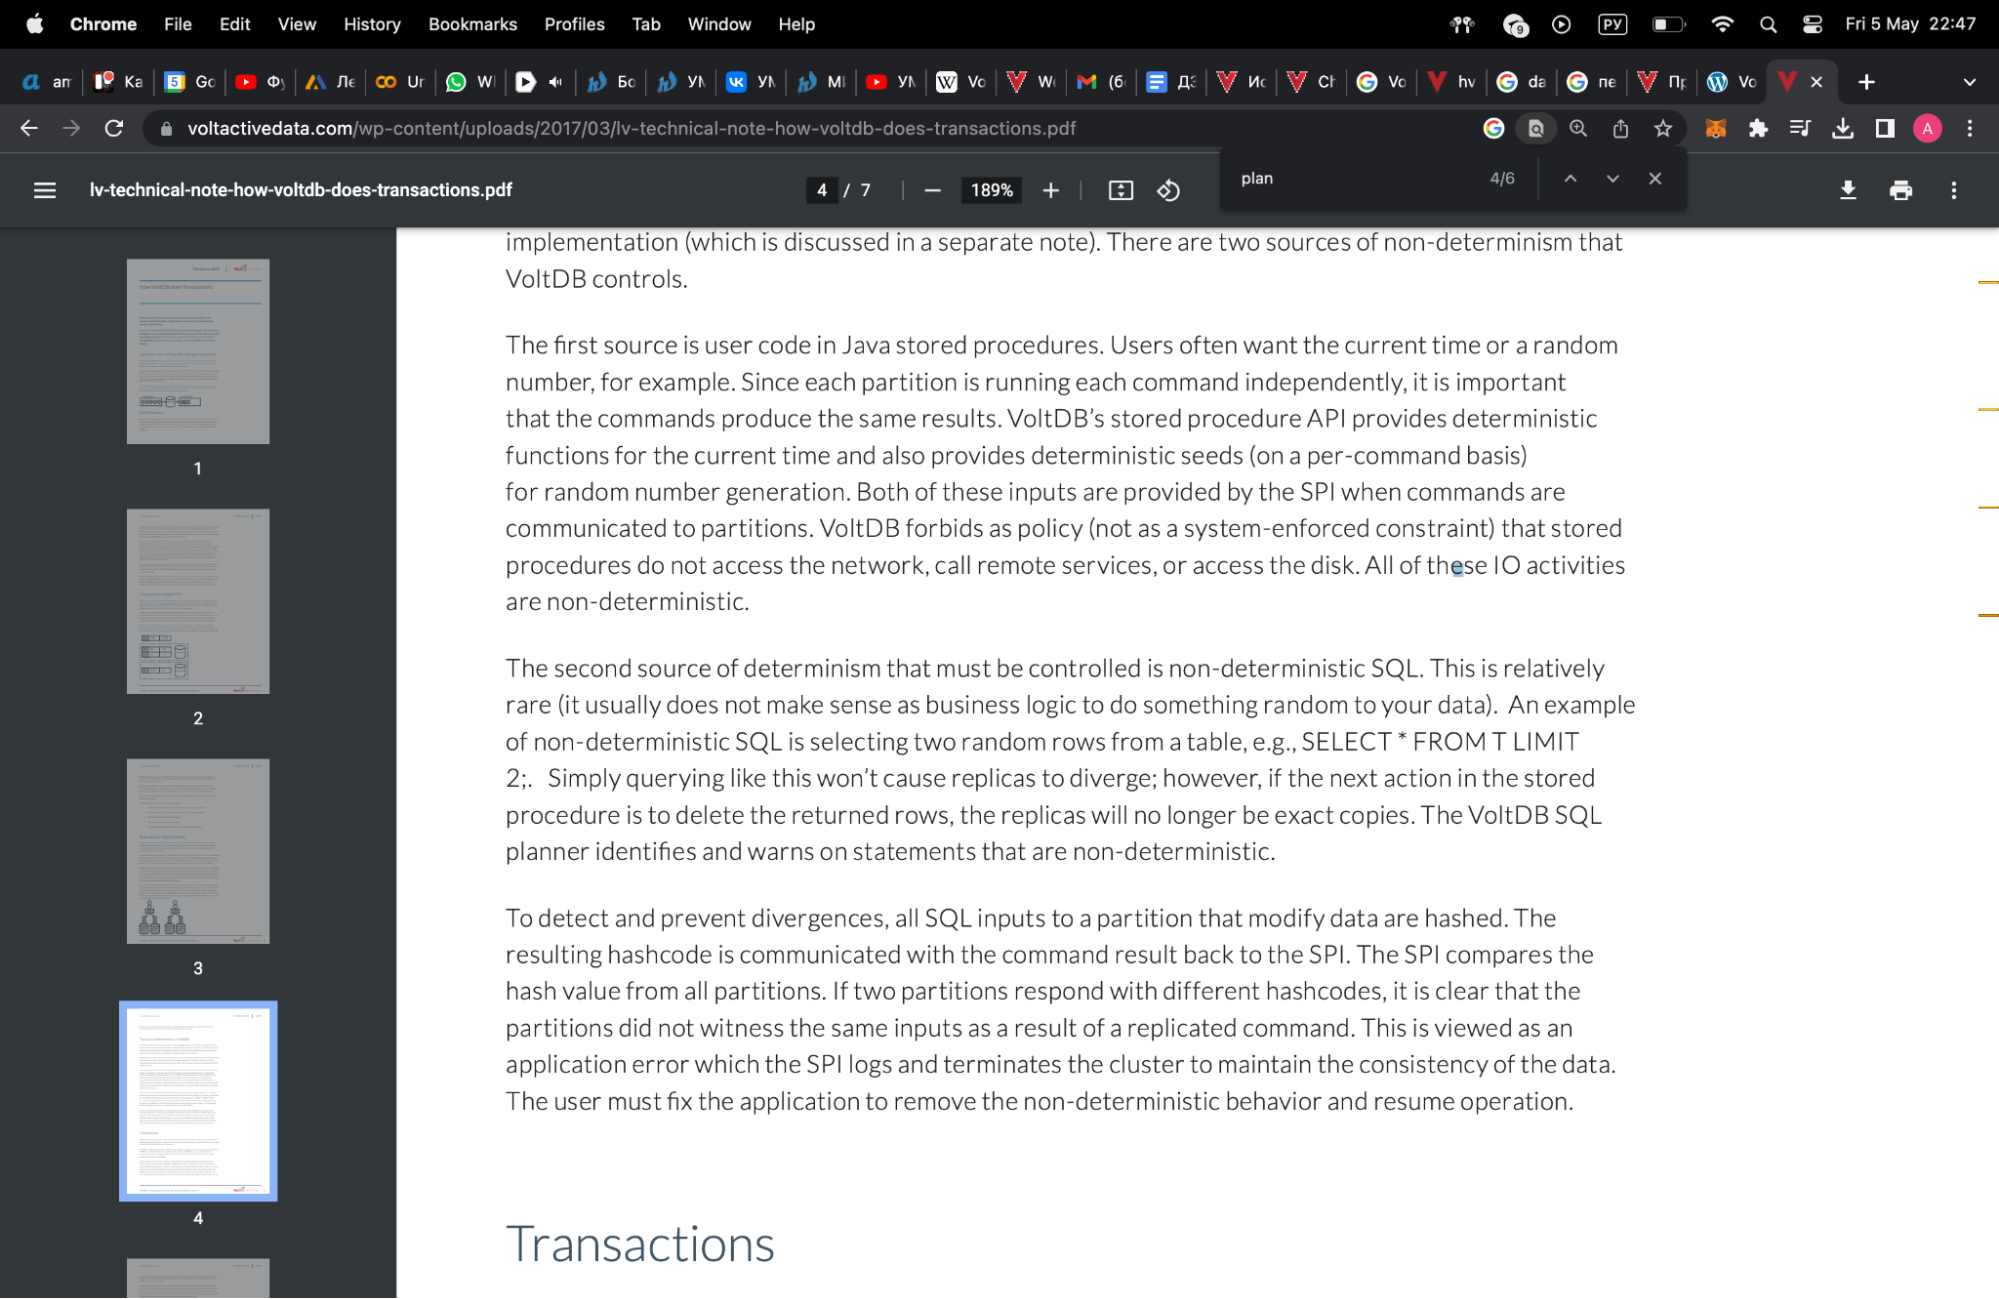 Chrome File Edit View History Bookmarks Profiles Tab Window Help 9 РУ Fri 5 May 22:47
an Ka 5 Go Фу Ле Ur W Бо УМ УМ М УМ W Vo We (6 ДЗ Ис Ch Vo hv da пе Пр Vo
voltactivedata.com/wp-content/uploads/2017/03/lv-technical-note-how-voltdb-does-transactions.pdf A
lv-technical-note-how-voltdb-does-transactions.pdf 4 / 7 189% plan 4/6
implementation (which is discussed in a separate note). There are two sources of non-determinism that
VoltDB controls.
The first source is user code in Java stored procedures. Users often want the current time or a random
number, for example. Since each partition is running each command independently, it is important
that the commands produce the same results. VoltDB’s stored procedure API provides deterministic
functions for the current time and also provides deterministic seeds (on a per-command basis)
for random number generation. Both of these inputs are provided by the SPI when commands are
communicated to partitions. VoltDB forbids as policy (not as a system-enforced constraint) that stored
procedures do not access the network, call remote services, or access the disk. All of these IO activities
are non-deterministic.
The second source of determinism that must be controlled is non-deterministic SQL. This is relatively
rare (it usually does not make sense as business logic to do something random to your data). An example
of non-deterministic SQL is selecting two random rows from a table, e.g., SELECT * FROM T LIMIT
2;. Simply querying like this won’t cause replicas to diverge; however, if the next action in the stored
procedure is to delete the returned rows, the replicas will no longer be exact copies. The VoltDB SQL
planner identifies and warns on statements that are non-deterministic.
To detect and prevent divergences, all SQL inputs to a partition that modify data are hashed. The
resulting hashcode is communicated with the command result back to the SPI. The SPI compares the
hash value from all partitions. If two partitions respond with different hashcodes, it is clear that the
partitions did not witness the same inputs as a result of a replicated command. This is viewed as an
application error which the SPI logs and terminates the cluster to maintain the consistency of the data.
The user must fix the application to remove the non-deterministic behavior and resume operation.
Transactions
1
2
3
4